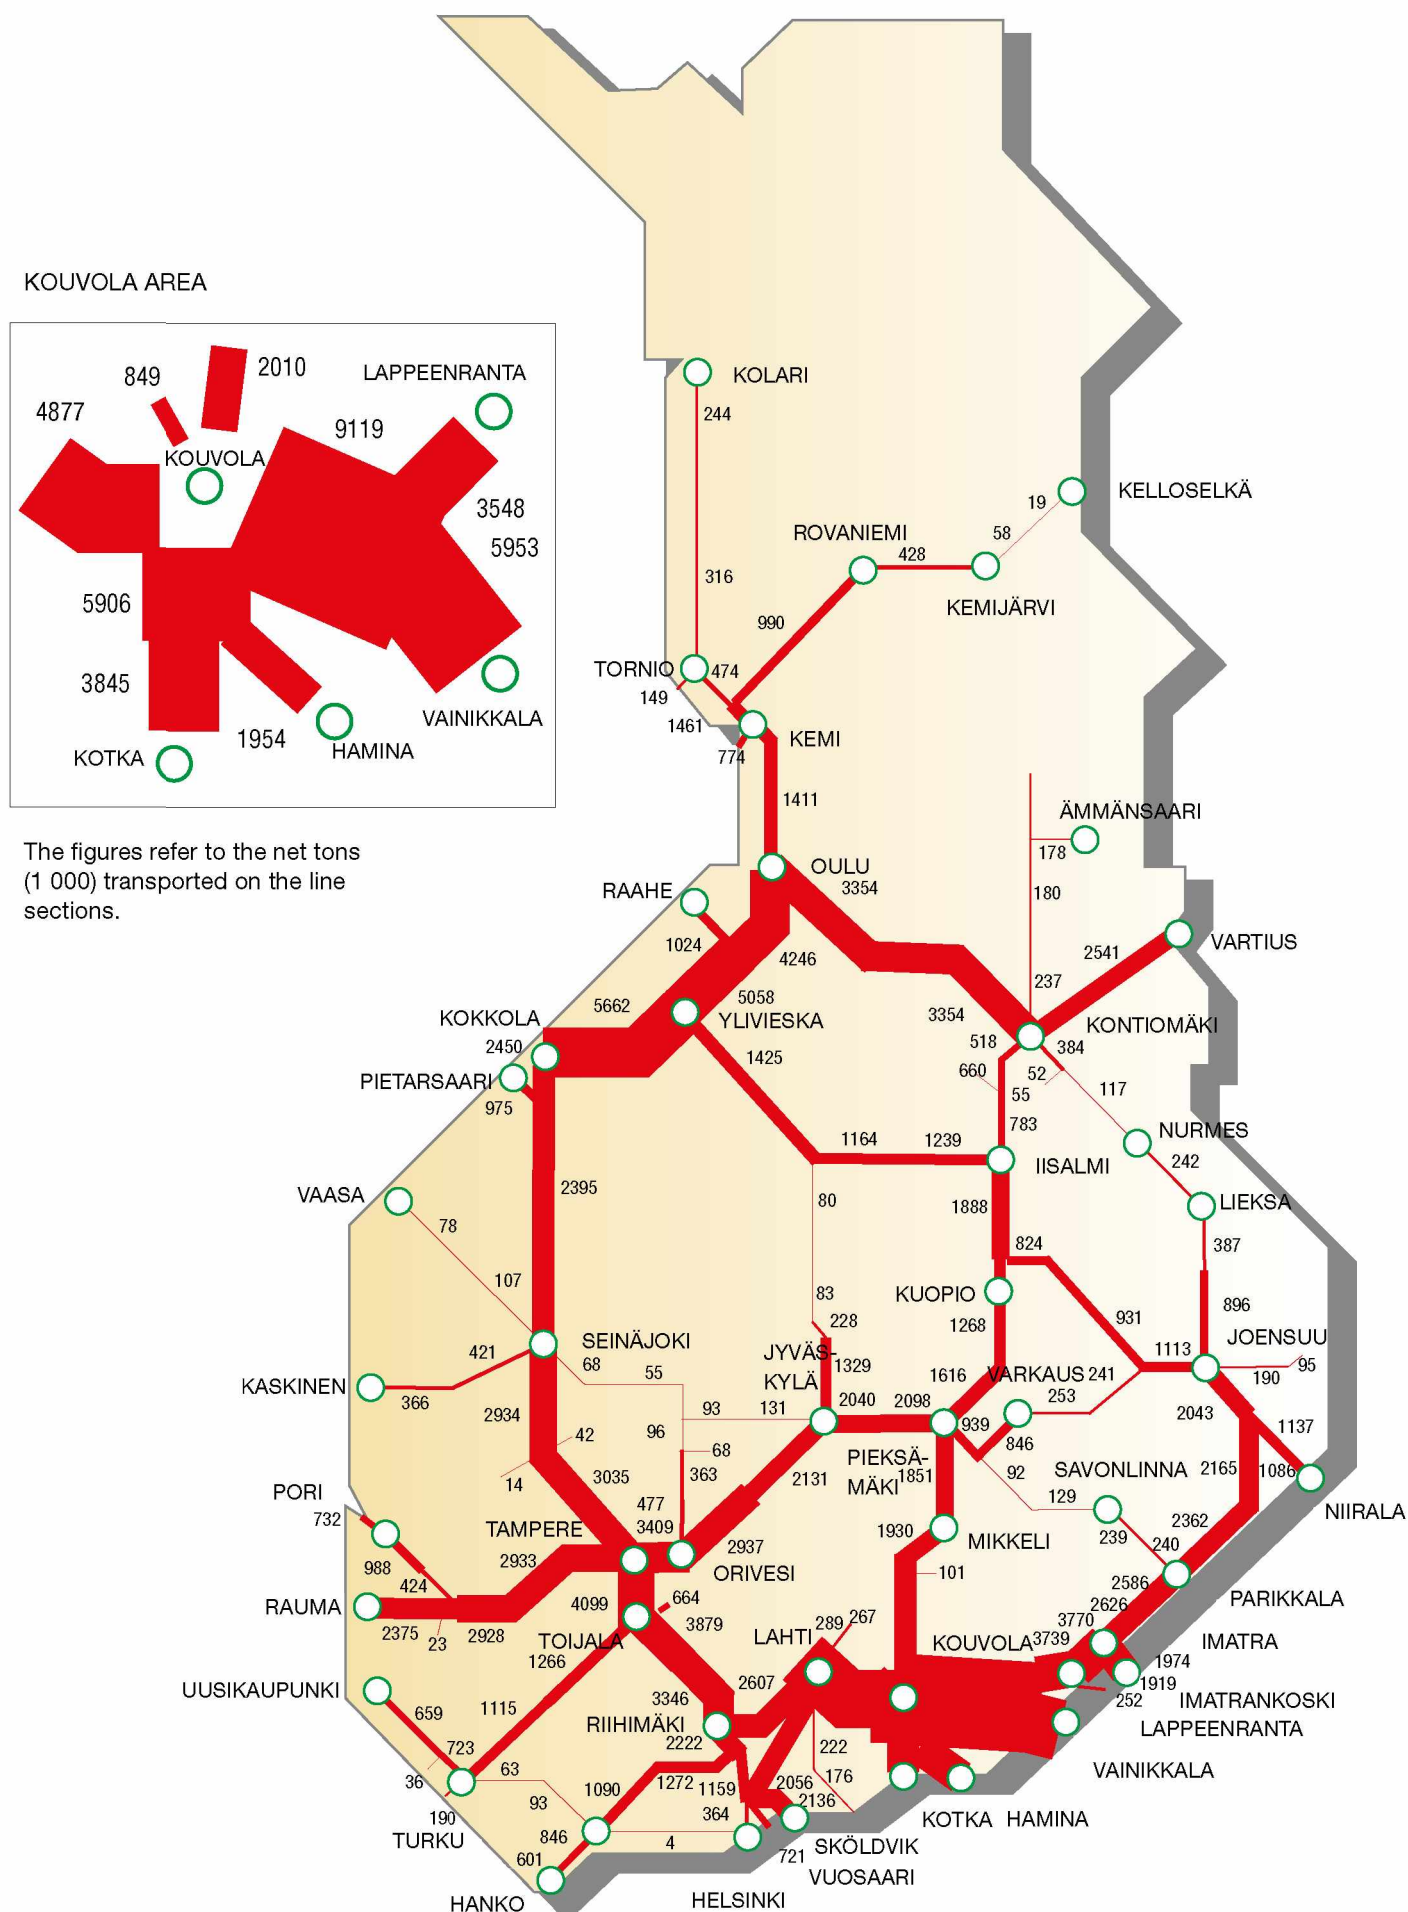 KOUVOLA AREA
2010
849
LAPPEENRANTA
4877
9119
KOUVOLA
3548
5953
5906
3845
1954
VAINIKKALA
HAMINA
KOTKA
The figures refer to the net tons
(1 000) transported on the line
sections.
KOLARI
244
316
KELLOSELKÄ
19
58
ROVANIEMI
428
KEMIJÄRVI
990
TORNIO
474
149
1461
KEMI
774
1411
ÄMMÄNSAARI
178
180
OULU
3354
RAAHE
1024
4246
VARTIUS
2541
237
5662
5058
KOKKOLA
YLIVIESKA
3354
KONTIOMÄKI
2450
518
384
PIETARSAARI
1425
660
52
975
55
117
783
NURMES
1164
1239
IISALMI
242
VAASA
2395
80
1888
LIEKSA
78
824
387
107
83
KUOPIO
228
1268
931
896
SEINÄJOKI
JOENSUU
421
68
55
JYVÄS-
KYLÄ
1329
1113
95
190
KASKINEN
366
1616
VARKAUS
241
253
2934
93
131
2040
2098
939
2043
42
96
68
846
1137
14
3035
363
2131
PIEKSÄ-
MÄKI
1851
92
SAVONLINNA
2165
1086
PORI
477
129
NIIRALA
732
TAMPERE
3409
1930
MIKKELI
2362
239
240
988
2933
2937
ORIVESI
101
2586
424
RAUMA
4099
664
PARIKKALA
2375
23
2928
TOIJALA
3879
289
267
2626
3770
1266
LAHTI
KOUVOLA
3739
IMATRA
1974
1919
UUSIKAUPUNKI
2607
252
IMATRANKOSKI
659
1115
3346
RIIHIMÄKI
LAPPEENRANTA
2222
723
222
VAINIKKALA
36
63
1090
1272
1159
2056
176
93
2136
190
364
KOTKA
HAMINA
TURKU
846
4
721
SKÖLDVIK
601
VUOSAARI
HANKO
HELSINKI